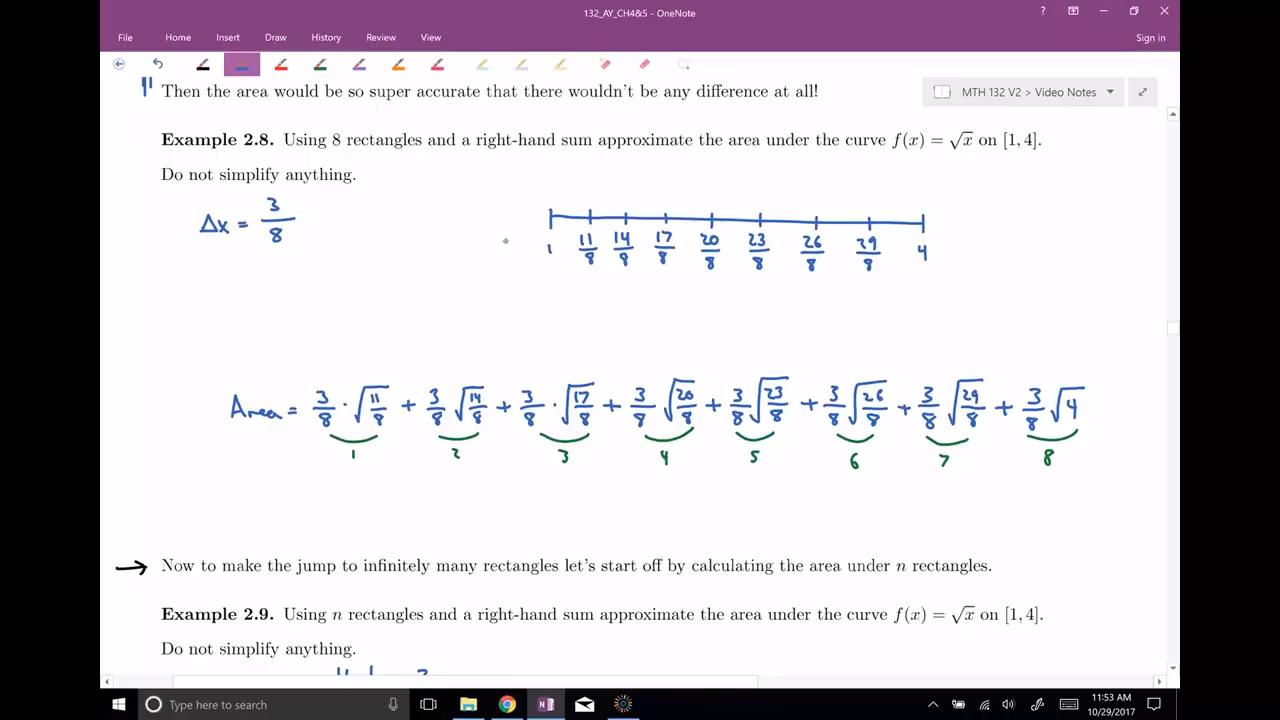 132_AY_CH4&5 - OneNote
?
File Home Insert Draw History Review View Sign in
Then the area would be so super accurate that there wouldn't be any difference at all!
MTH 132 V2 > Video Notes
Example 2.8. Using 8 rectangles and a right-hand sum approximate the area under the curve f(x) = √x on [1, 4].
Do not simplify anything.
Δx = 3/8
1 11/8 14/8 17/8 20/8 23/8 26/8 29/8 4
Area = 3/8 · √11/8 + 3/8 √14/8 + 3/8 · √17/8 + 3/8 √20/8 + 3/8 √23/8 + 3/8 √26/8 + 3/8 √29/8 + 3/8 √4
1 2 3 4 5 6 7 8
→ Now to make the jump to infinitely many rectangles let's start off by calculating the area under n rectangles.
Example 2.9. Using n rectangles and a right-hand sum approximate the area under the curve f(x) = √x on [1, 4].
Do not simplify anything.
Type here to search
11:53 AM
10/29/2017